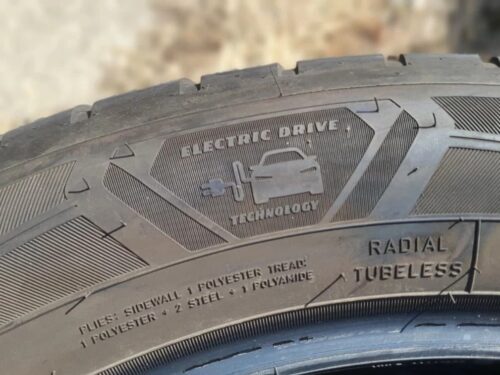 ELECTRIC DRIVE
TECHNOLOGY
PLIES: SIDEWALL 1 POLYESTER TREAD:
1 POLYESTER + 2 STEEL + 1 POLYAMIDE
RADIAL
TUBELESS